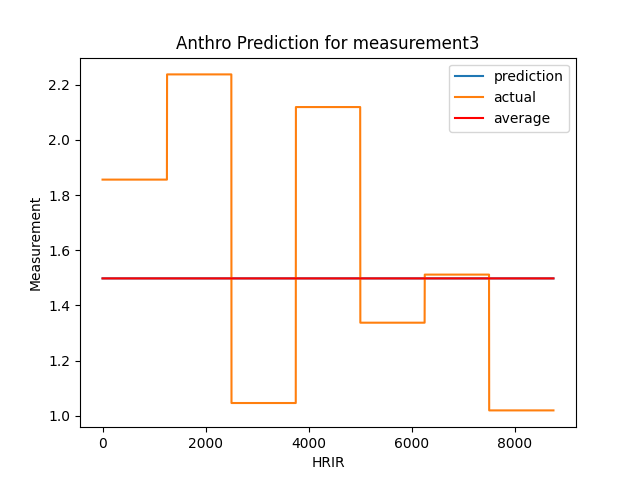 Anthro Prediction for measurement3
prediction
actual
average
2.2
2.0
1.8
1.6
1.4
1.2
1.0
Measurement
0
2000
4000
6000
8000
HRIR